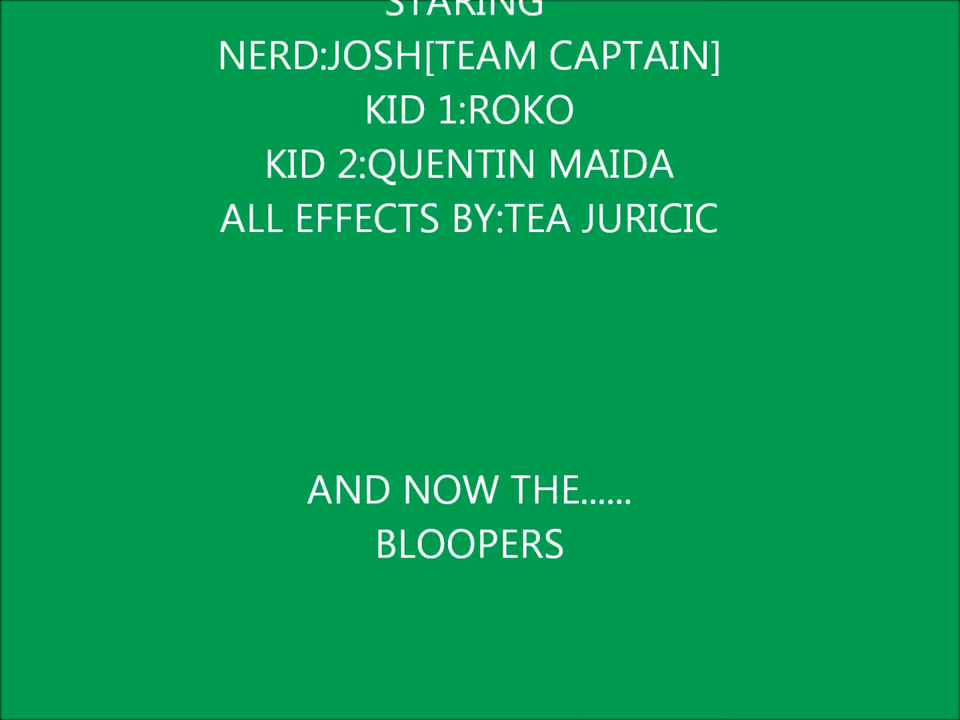 STARING
NERD:JOSH[TEAM CAPTAIN]
KID 1:ROKO
KID 2:QUENTIN MAIDA
ALL EFFECTS BY:TEA JURICIC
AND NOW THE......
BLOOPERS